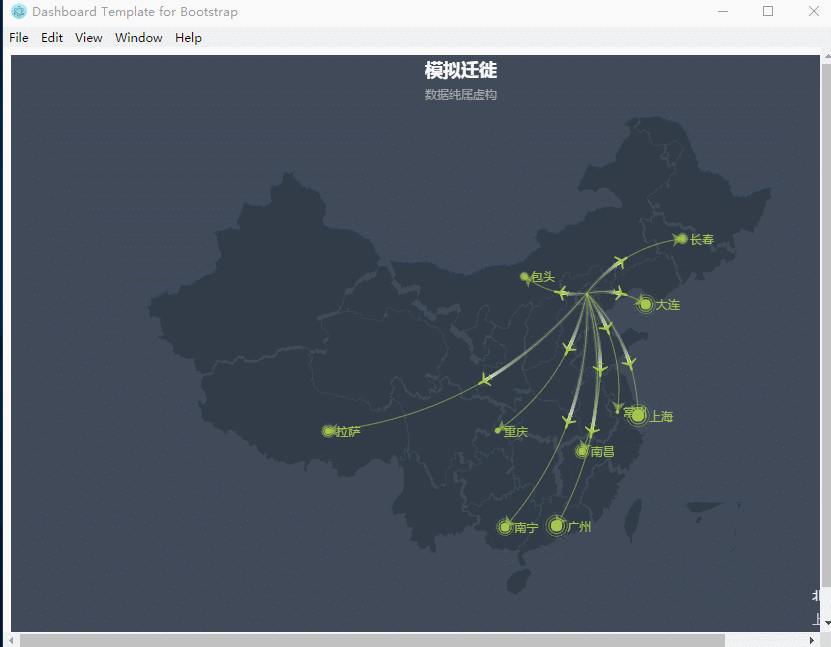 Dashboard Template for Bootstrap
File Edit View Window Help
模拟迁徙
数据纯属虚构
长春
包头
大连
上海
拉萨
重庆
南昌
南宁
广州
上